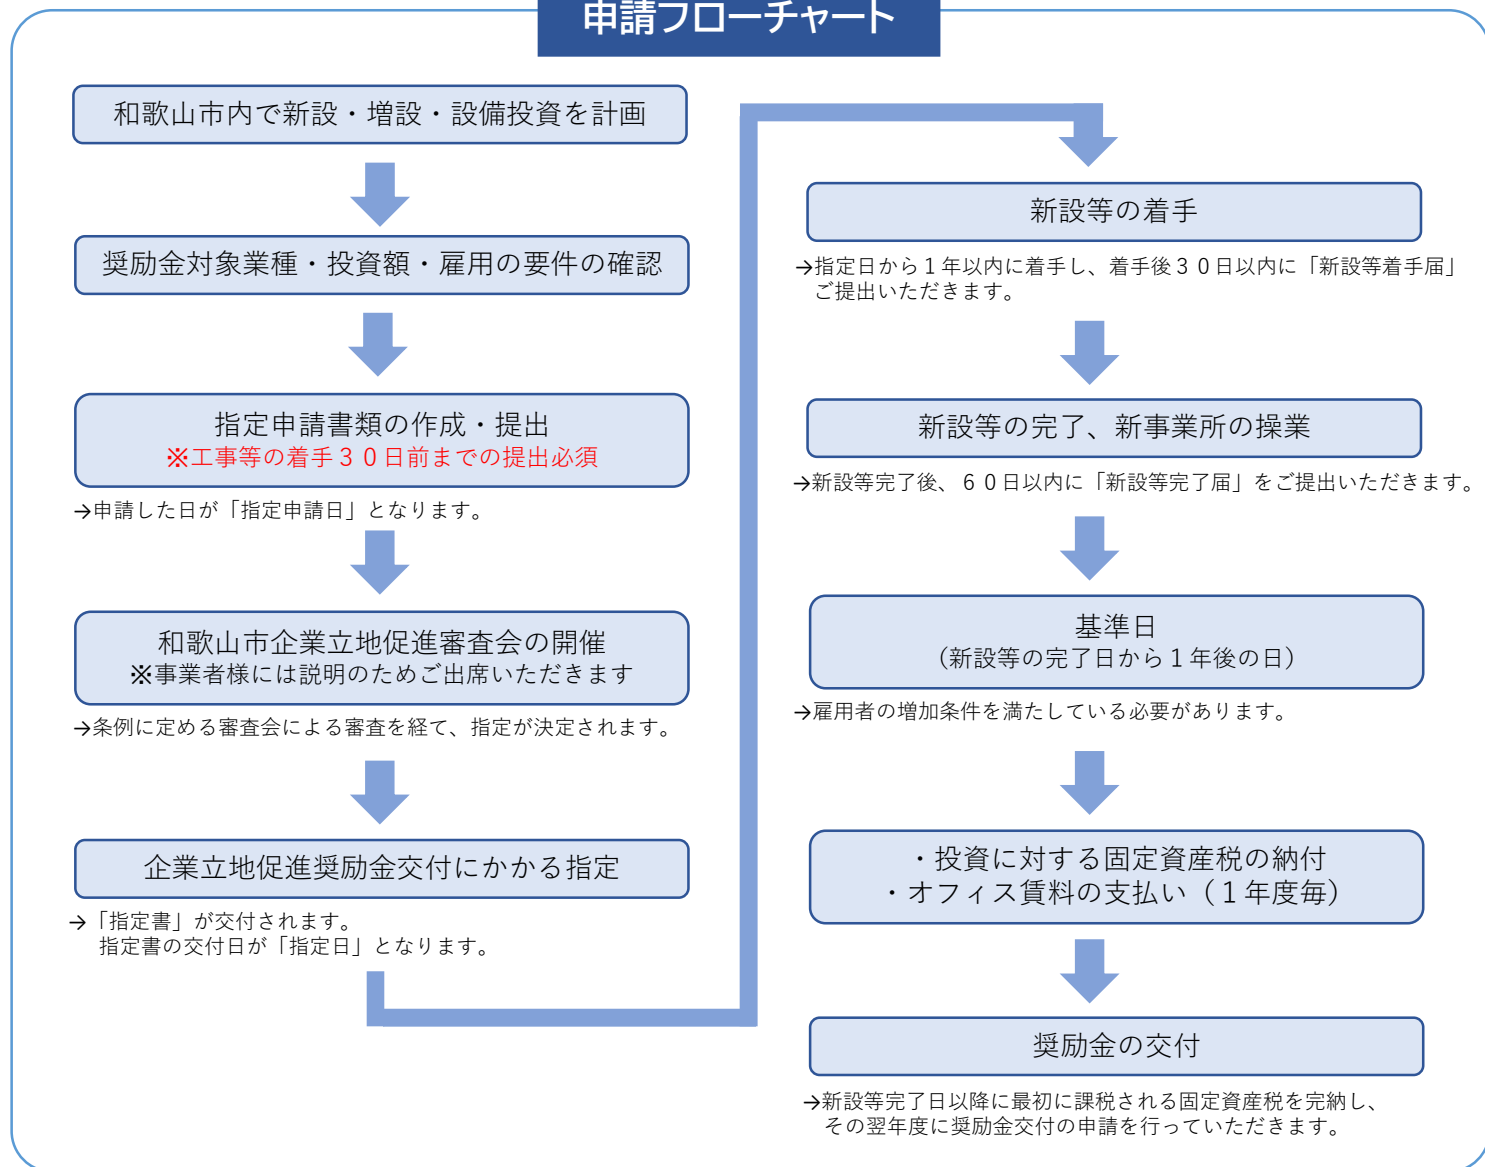 申請フローチャート
和歌山市内で新設・増設・設備投資を計画
奨励金対象業種・投資額・雇用の要件の確認
指定申請書類の作成・提出
※工事等の着手３０日前までの提出必須
→申請した日が「指定申請日」となります。
和歌山市企業立地促進審査会の開催
※事業者様には説明のためご出席いただきます
→条例に定める審査会による審査を経て、指定が決定されます。
企業立地促進奨励金交付にかかる指定
→「指定書」が交付されます。
指定書の交付日が「指定日」となります。
新設等の着手
→指定日から１年以内に着手し、着手後３０日以内に「新設等着手届」
ご提出いただきます。
新設等の完了、新事業所の操業
→新設等完了後、６０日以内に「新設等完了届」をご提出いただきます。
基準日
（新設等の完了日から１年後の日）
→雇用者の増加条件を満たしている必要があります。
・投資に対する固定資産税の納付
・オフィス賃料の支払い（１年度毎）
奨励金の交付
→新設等完了日以降に最初に課税される固定資産税を完納し、
その翌年度に奨励金交付の申請を行っていただきます。